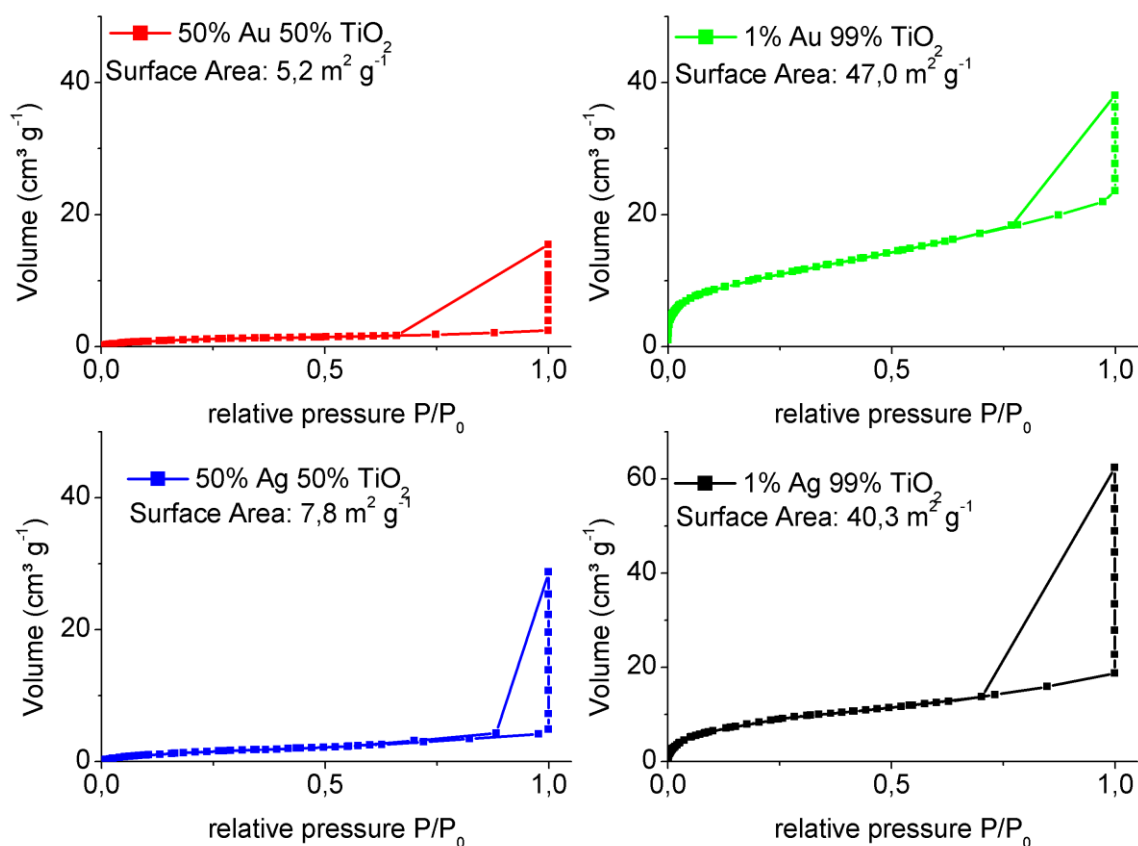 50% Au 50% TiO₂
Surface Area: 5,2 m² g⁻¹
40
20
0
Volume (cm³ g⁻¹)
0,0 0,5 1,0
relative pressure P/P₀
1% Au 99% TiO₂
Surface Area: 47,0 m² g⁻¹
40
20
0
Volume (cm³ g⁻¹)
0,0 0,5 1,0
relative pressure P/P₀
50% Ag 50% TiO₂
Surface Area: 7,8 m² g⁻¹
40
20
0
Volume (cm³ g⁻¹)
0,0 0,5 1,0
relative pressure P/P₀
1% Ag 99% TiO₂
Surface Area: 40,3 m² g⁻¹
60
40
20
0
Volume (cm³ g⁻¹)
0,0 0,5 1,0
relative pressure P/P₀